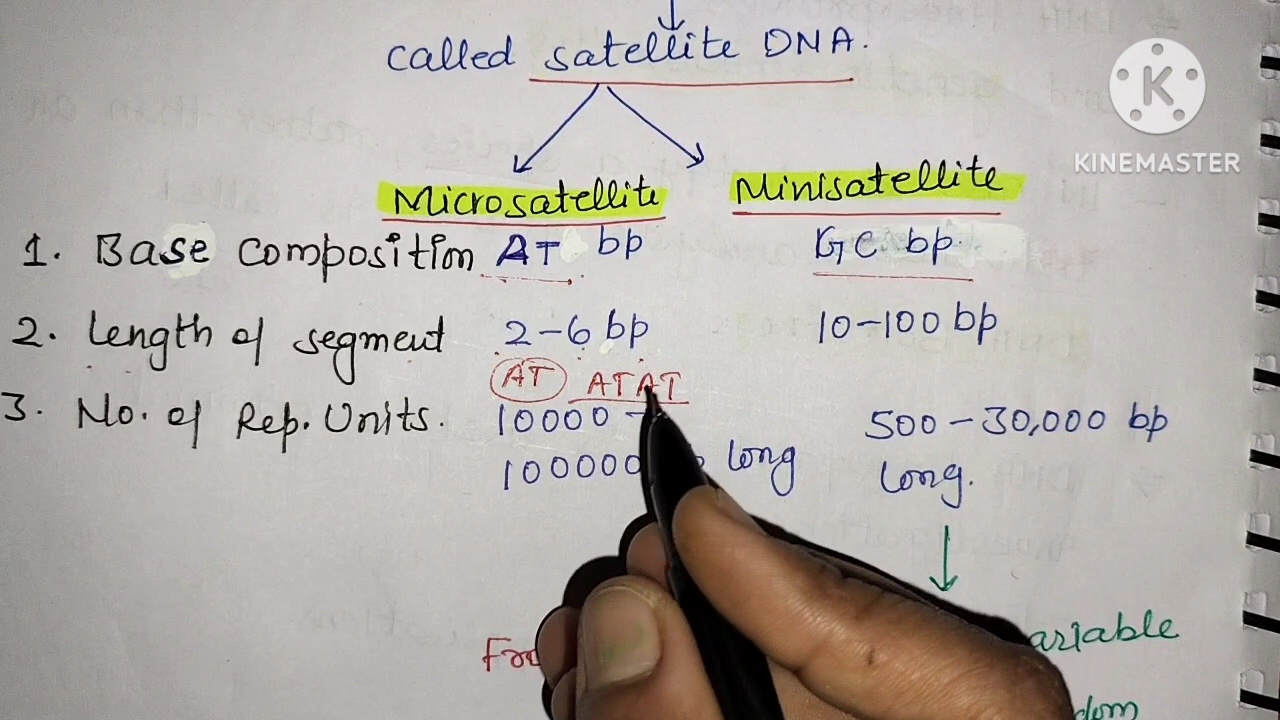 called satellite DNA.
K
KINEMASTER
Microsatellite Minisatellite
1. Base composition AT bp GC bp.
2. Length of segment 2-6 bp 10-100 bp
AT ATAT
3. No. of Rep. Units. 10000 - 500-30,000 bp
100000 long long.